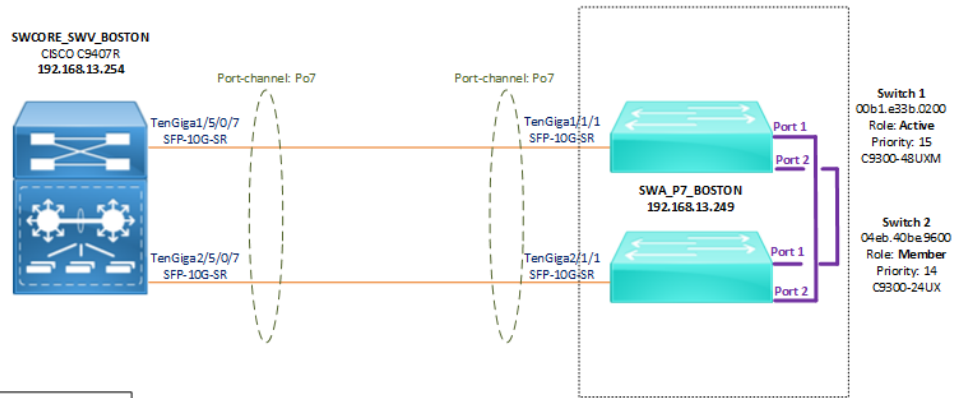 SWCORE_SWV_BOSTON
CISCO C9407R
192.168.13.254
Port-channel: Po7
Port-channel: Po7
TenGiga1/5/0/7
SFP-10G-SR
TenGiga1/1/1
SFP-10G-SR
Port 1
Port 2
Switch 1
00b1.e33b.0200
Role: Active
Priority: 15
C9300-48UXM
SWA_P7_BOSTON
192.168.13.249
TenGiga2/5/0/7
SFP-10G-SR
TenGiga2/1/1
SFP-10G-SR
Port 1
Port 2
Switch 2
04eb.40be.9600
Role: Member
Priority: 14
C9300-24UX